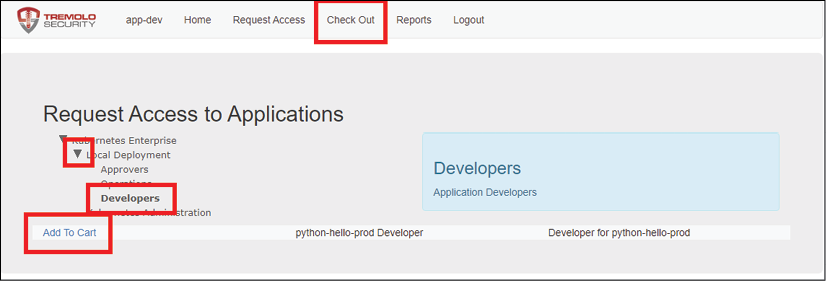 TREMOLO
SECURITY
app-dev Home Request Access Check Out Reports Logout
Request Access to Applications
Kubernetes Enterprise
Local Deployment
Approvers
Operations
Developers
Kubernetes Administration
Developers
Application Developers
Add To Cart python-hello-prod Developer Developer for python-hello-prod